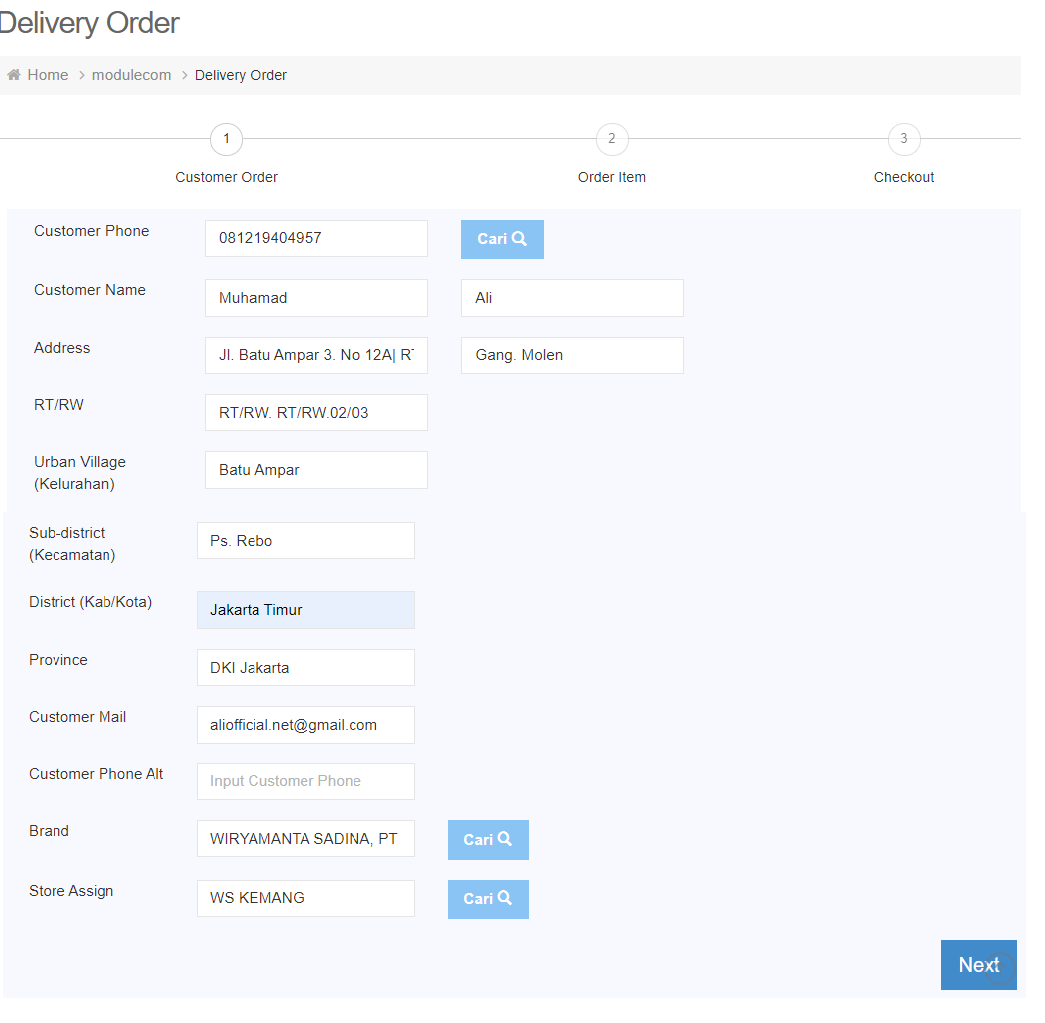 Delivery Order
Home > modulecom > Delivery Order
1 2 3
Customer Order Order Item Checkout
Customer Phone 081219404957 Cari
Customer Name Muhamad Ali
Address Jl. Batu Ampar 3. No 12A| RT Gang. Molen
RT/RW RT/RW. RT/RW.02/03
Urban Village
(Kelurahan) Batu Ampar
Sub-district
(Kecamatan) Ps. Rebo
District (Kab/Kota) Jakarta Timur
Province DKI Jakarta
Customer Mail aliofficial.net@gmail.com
Customer Phone Alt Input Customer Phone
Brand WIRYAMANTA SADINA, PT Cari
Store Assign WS KEMANG Cari
Next